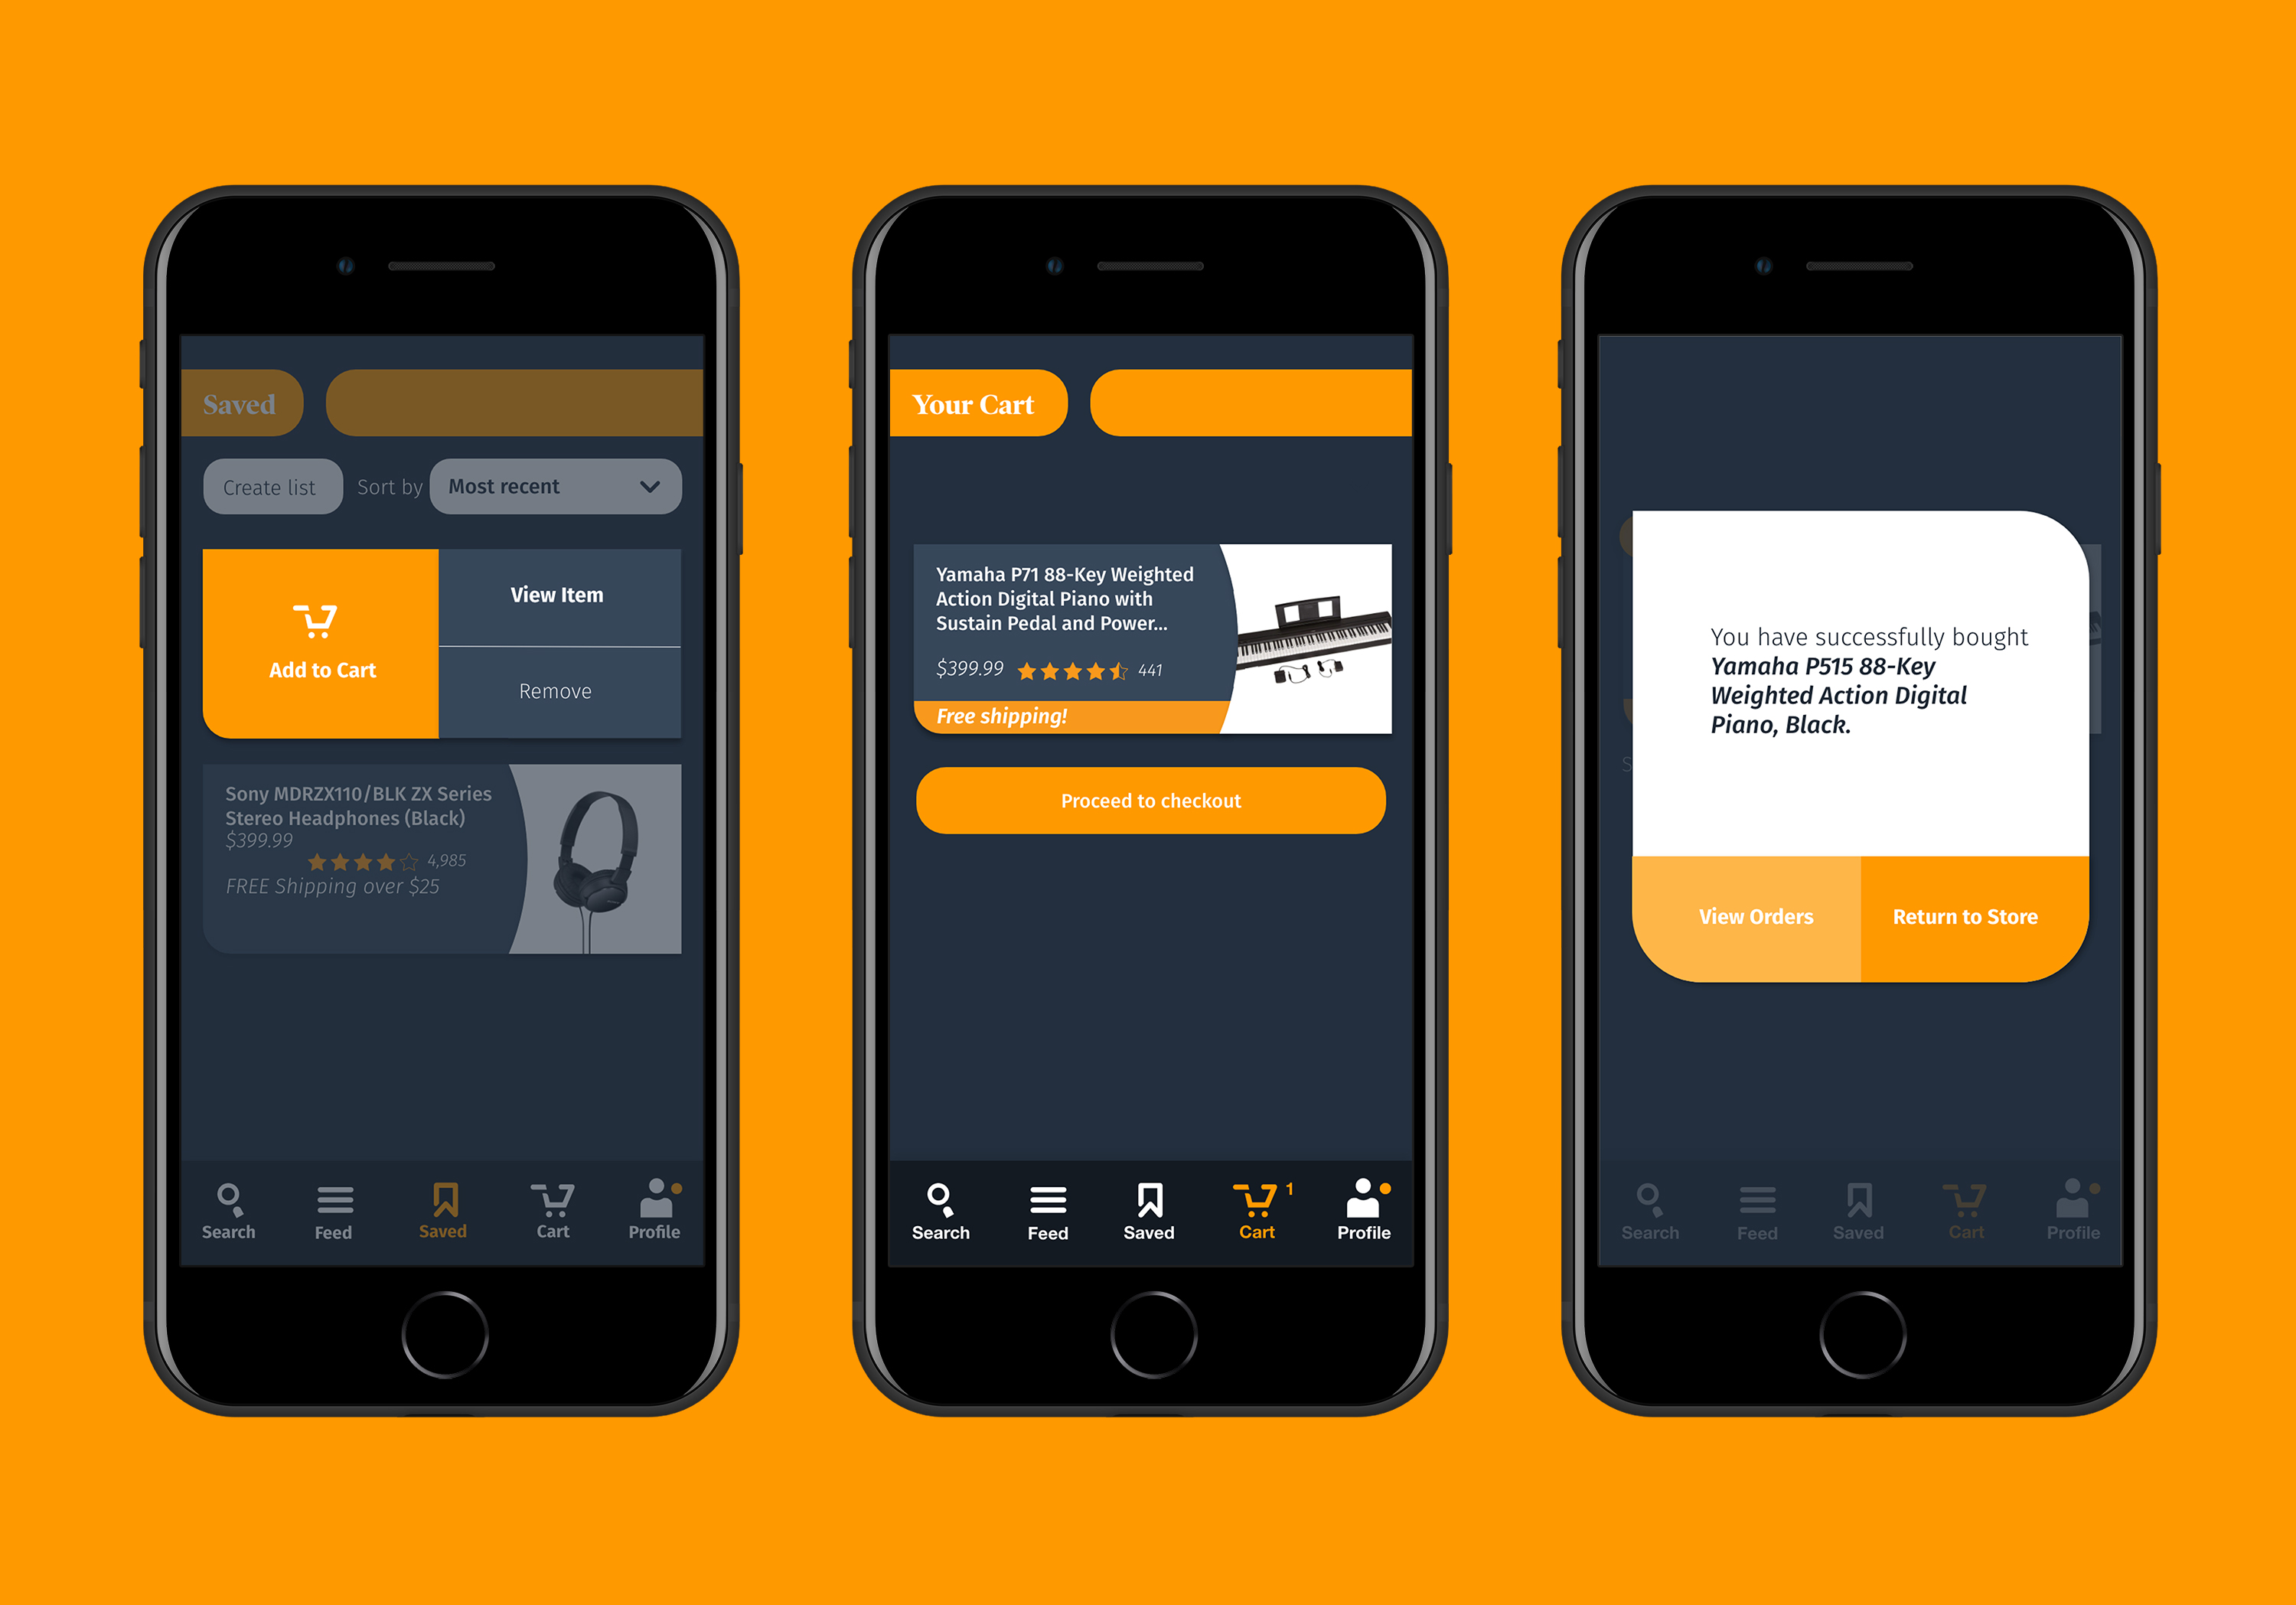 Saved
Create list
Sort by
Most recent
Add to Cart
View Item
Remove
Sony MDRZX110/BLK ZX Series
Stereo Headphones (Black)
$399.99
4,985
FREE Shipping over $25
Search
Feed
Saved
Cart
Profile
Your Cart
Yamaha P71 88-Key Weighted
Action Digital Piano with
Sustain Pedal and Power...
$399.99
441
Free shipping!
Proceed to checkout
Search
Feed
Saved
Cart
1
Profile
You have successfully bought
Yamaha P515 88-Key
Weighted Action Digital
Piano, Black.
View Orders
Return to Store
S
Search
Feed
Saved
Cart
Profile